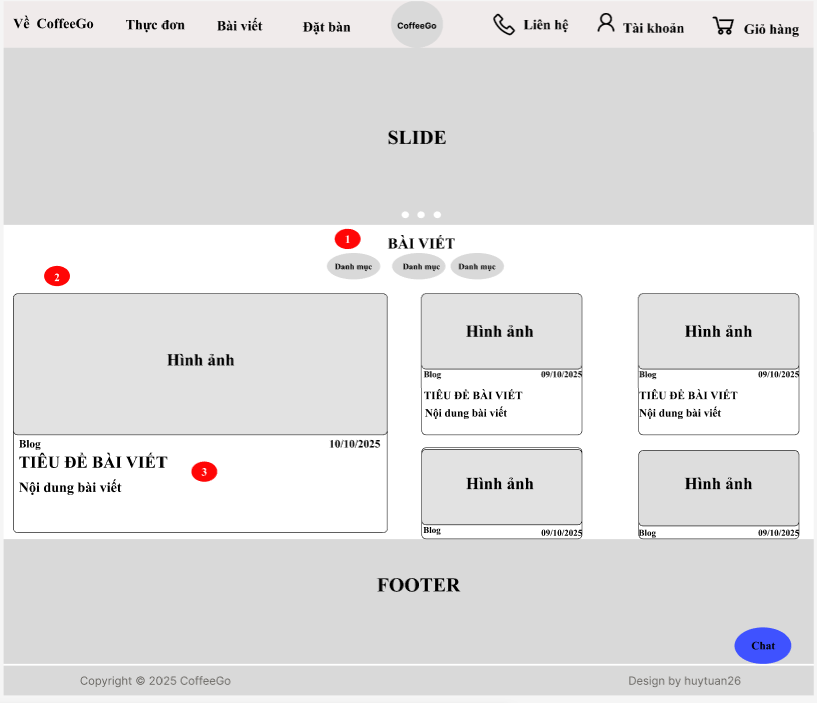 Về CoffeeGo Thực đơn Bài viết Đặt bàn CoffeeGo Liên hệ Tài khoản Giỏ hàng
SLIDE
1
BÀI VIẾT
Danh mục Danh mục Danh mục
2
Hình ảnh
Blog 10/10/2025
TIÊU ĐỀ BÀI VIẾT
3
Nội dung bài viết
Hình ảnh
Blog 09/10/2025
TIÊU ĐỀ BÀI VIẾT
Nội dung bài viết
Hình ảnh
Blog 09/10/2025
TIÊU ĐỀ BÀI VIẾT
Nội dung bài viết
Hình ảnh
Blog 09/10/2025
Hình ảnh
Blog 09/10/2025
FOOTER
Chat
Copyright © 2025 CoffeeGo Design by huytuan26